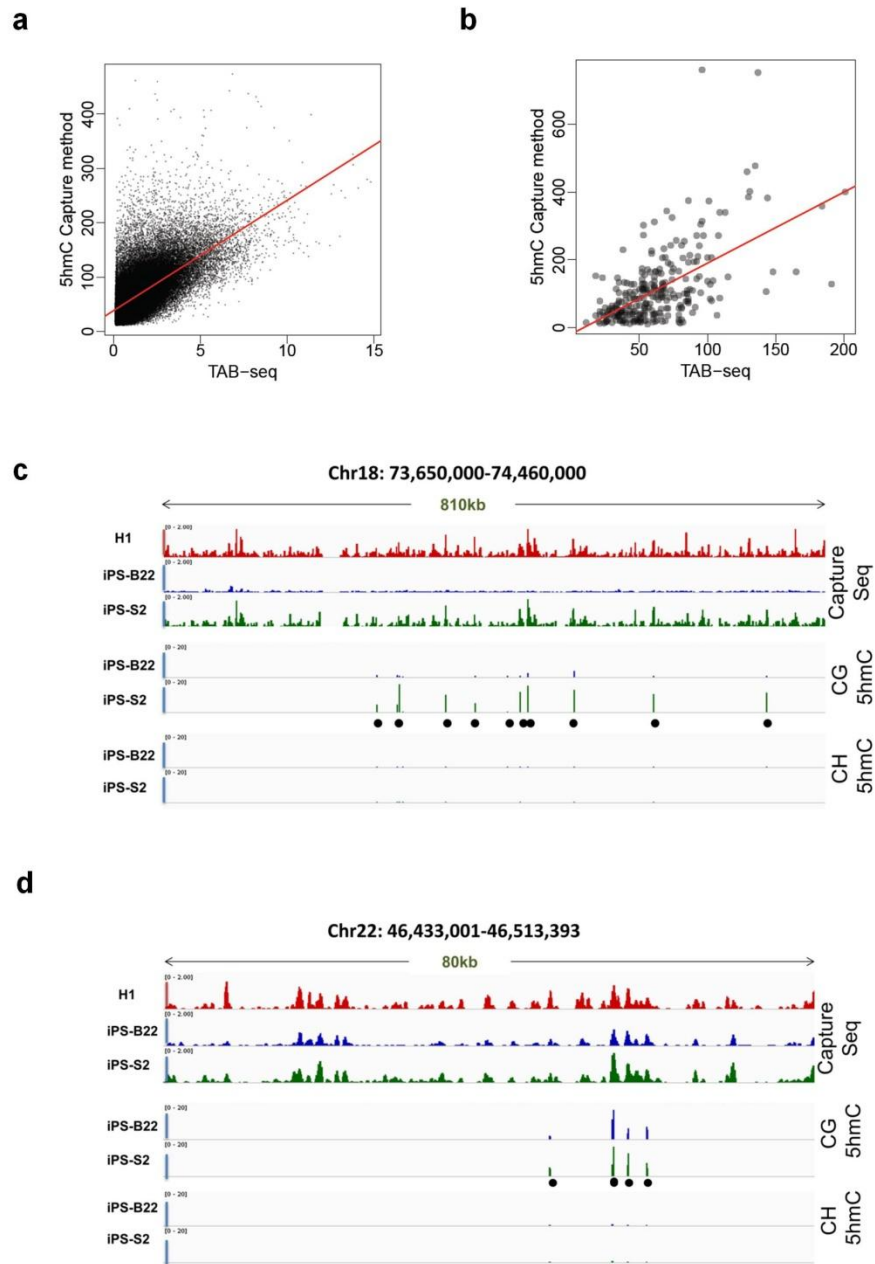 a
b
5hmC Capture method
400
300
200
100
0
0 5 10 15
TAB-seq
5hmC Capture method
600
400
200
0
50 100 150 200
TAB-seq
c
Chr18: 73,650,000-74,460,000
810kb
H1
[0 - 2.00]
iPS-B22
[0 - 2.00]
iPS-S2
[0 - 2.00]
Capture
Seq
iPS-B22
[0 - 20]
iPS-S2
[0 - 20]
CG
5hmC
iPS-B22
[0 - 20]
iPS-S2
[0 - 20]
CH
5hmC
d
Chr22: 46,433,001-46,513,393
80kb
H1
[0 - 2.00]
iPS-B22
[0 - 2.00]
iPS-S2
[0 - 2.00]
Capture
Seq
iPS-B22
[0 - 20]
iPS-S2
[0 - 20]
CG
5hmC
iPS-B22
[0 - 20]
iPS-S2
[0 - 20]
CH
5hmC